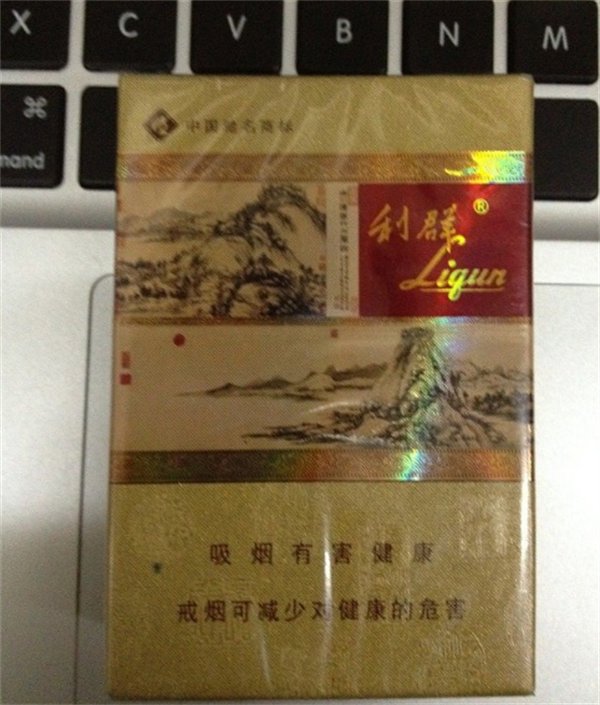 X C V B N M
⌘
mand
中国驰名商标
利群®
Liqun
吸烟有害健康
戒烟可减少对健康的危害